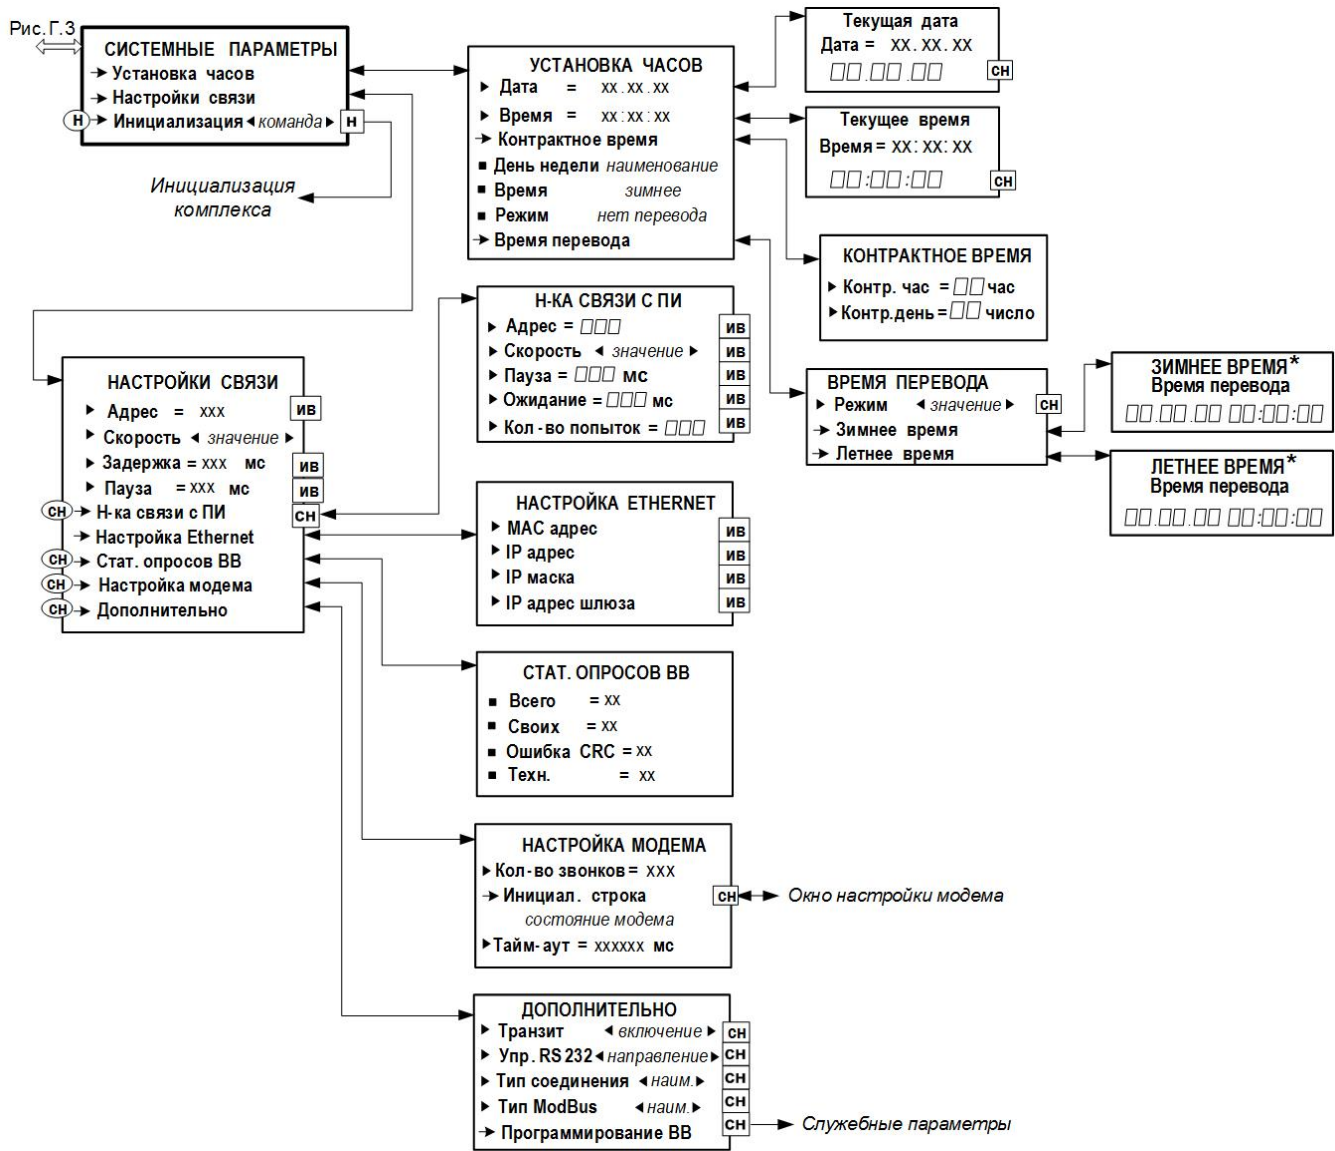 Рис.Г.3
СИСТЕМНЫЕ ПАРАМЕТРЫ
Установка часов
Настройки связи
Н Инициализация команда Н
Инициализация
комплекса
УСТАНОВКА ЧАСОВ
Дата = xx.xx.xx
Время = xx:xx:xx
Контрактное время
День недели наименование
Время зимнее
Режим нет перевода
Время перевода
Текущая дата
Дата = xx.xx.xx
СН
Текущее время
Время = xx:xx:xx
СН
КОНТРАКТНОЕ ВРЕМЯ
Контр. час = час
Контр.день = число
ВРЕМЯ ПЕРЕВОДА
Режим значение СН
Зимнее время
Летнее время
ЗИМНЕЕ ВРЕМЯ*
Время перевода
ЛЕТНЕЕ ВРЕМЯ*
Время перевода
НАСТРОЙКИ СВЯЗИ
Адрес = xxx ИВ
Скорость значение
Задержка = xxx мс ИВ
Пауза = xxx мс ИВ
СН Н-ка связи с ПИ СН
Настройка Ethernet
СН Стат. опросов ВВ
СН Настройка модема
СН Дополнительно
Н-КА СВЯЗИ С ПИ
Адрес = ИВ
Скорость значение ИВ
Пауза = мс ИВ
Ожидание = мс ИВ
Кол-во попыток = ИВ
НАСТРОЙКА ETHERNET
MAC адрес ИВ
IP адрес ИВ
IP маска ИВ
IP адрес шлюза ИВ
СТАТ. ОПРОСОВ ВВ
Всего = xx
Своих = xx
Ошибка CRC = xx
Техн. = xx
НАСТРОЙКА МОДЕМА
Кол-во звонков = xxx
Инициал. строка СН Окно настройки модема
состояние модема
Тайм-аут = xxxxxx мс
ДОПОЛНИТЕЛЬНО
Транзит включение СН
Упр. RS 232 направление СН
Тип соединения наим. СН
Тип ModBus наим. СН
Программирование ВВ СН Служебные параметры